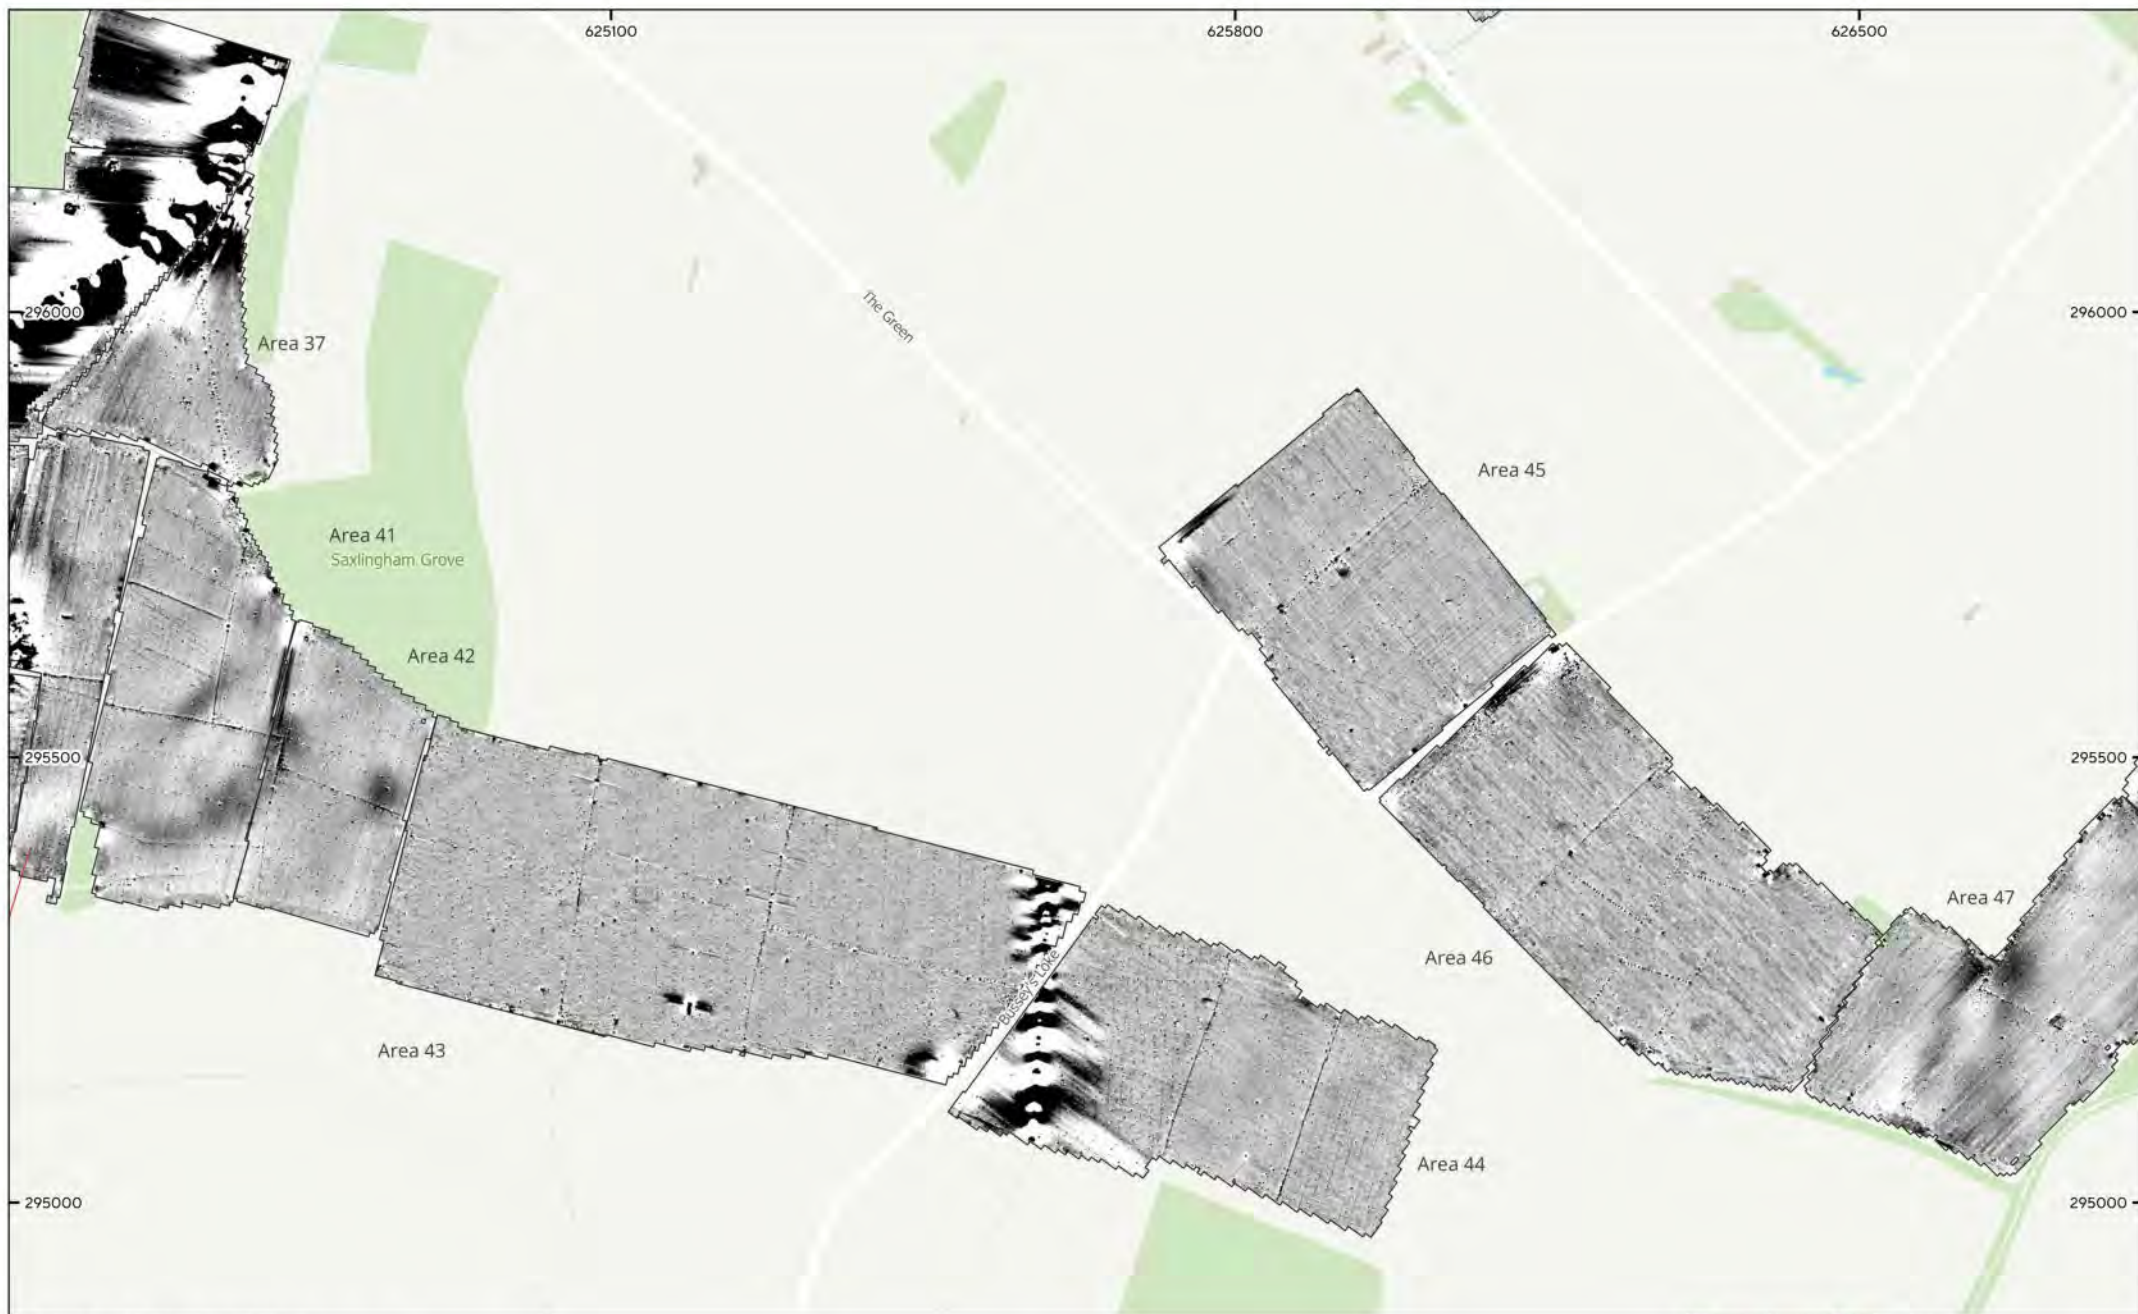 625100
625800
626500
The Green
296000
296000
Area 37
Area 45
Area 41
Saxlingham Grove
Area 42
295500
295500
Area 47
Area 46
Bussey's Loke
Area 43
Area 44
295000
295000